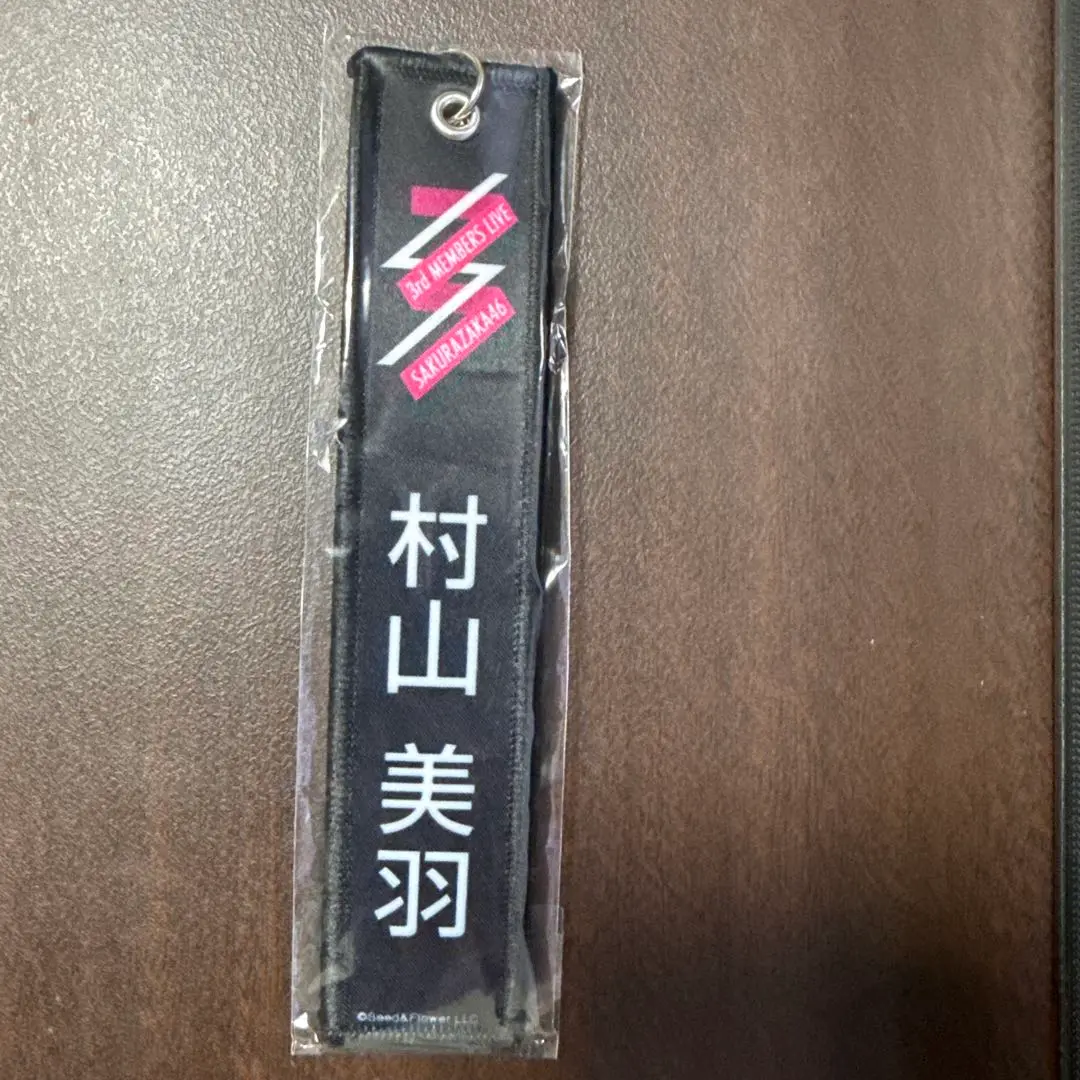 3rd MEMBERS LIVE
SAKURAZAKA46
村山 美羽
©Seed&Flower LLC